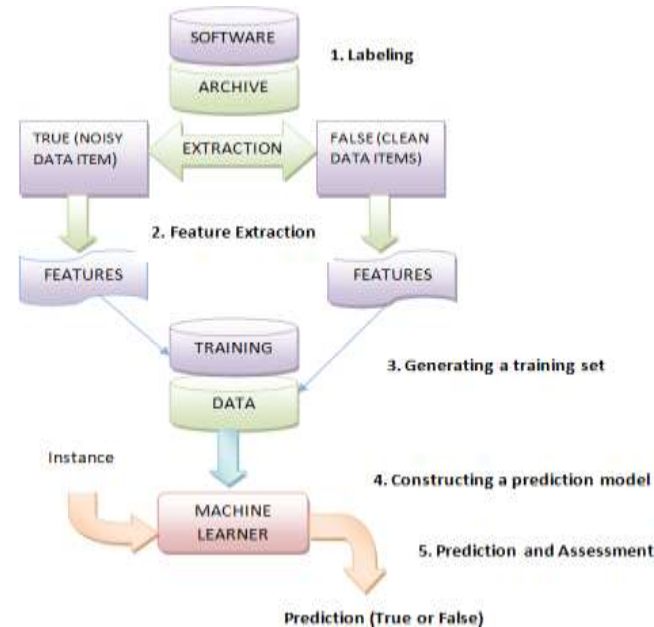 SOFTWARE
1. Labeling
ARCHIVE
TRUE (NOISY
DATA ITEM)
EXTRACTION
FALSE(CLEAN
DATA ITEMS)
2. Feature Extraction
FEATURES
FEATURES
TRAINING
3. Generating a training set
DATA
Instance
4. Constructing a prediction model
MACHINE
LEARNER
5. Prediction and Assessment
Prediction (True or False)